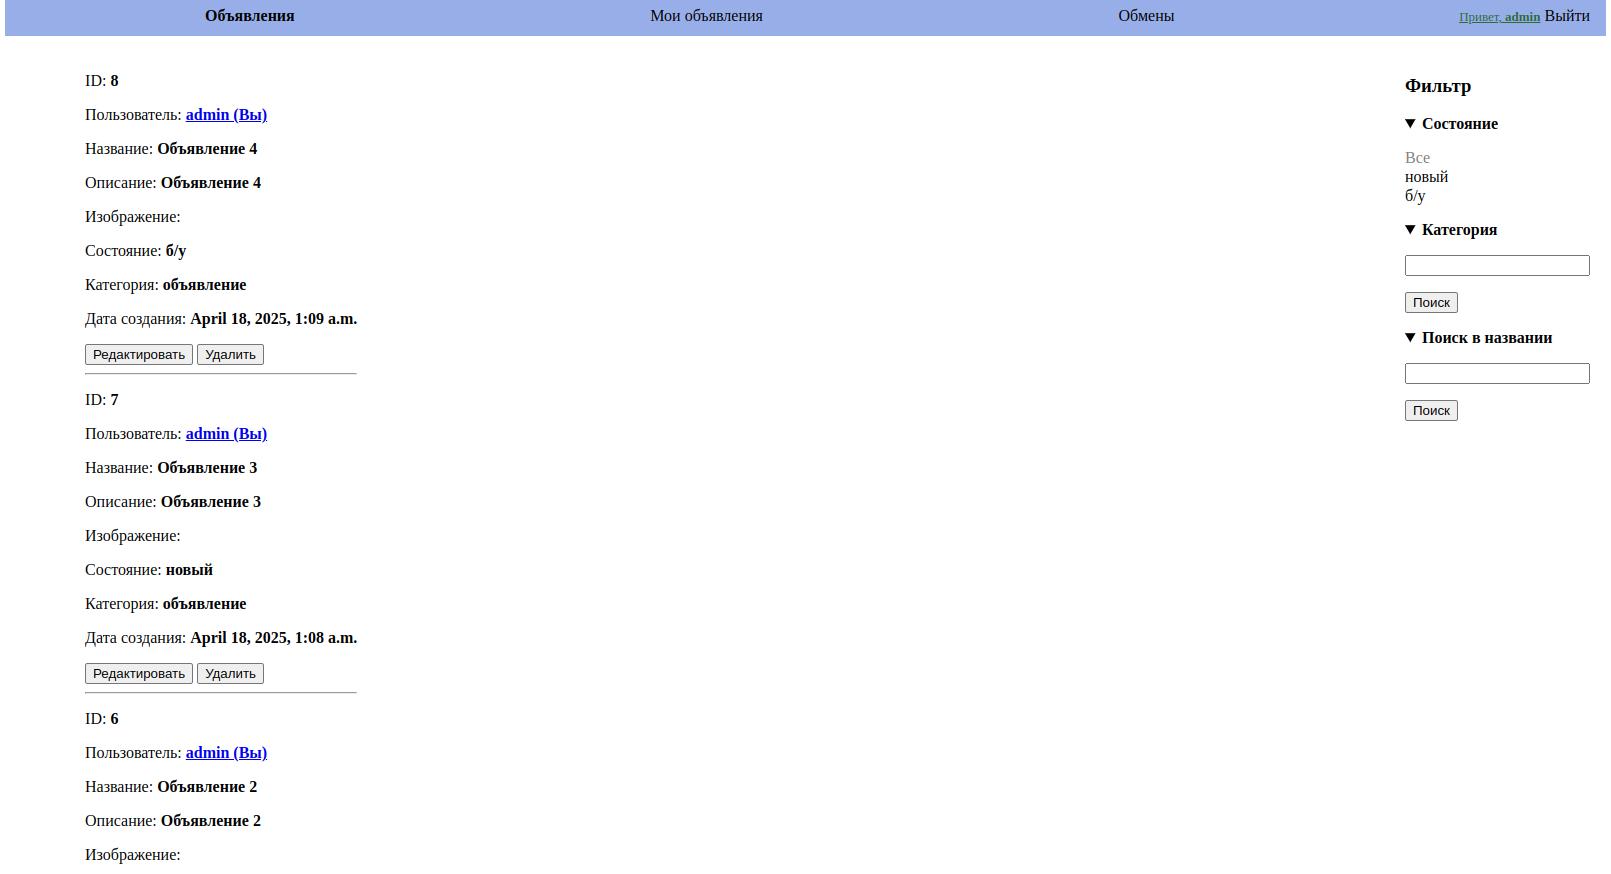 Объявления Мои объявления Обмены Привет, admin Выйти
ID: 8
Пользователь: admin (Вы)
Название: Объявление 4
Описание: Объявление 4
Изображение:
Состояние: б/у
Категория: объявление
Дата создания: April 18, 2025, 1:09 a.m.
Редактировать Удалить
ID: 7
Пользователь: admin (Вы)
Название: Объявление 3
Описание: Объявление 3
Изображение:
Состояние: новый
Категория: объявление
Дата создания: April 18, 2025, 1:08 a.m.
Редактировать Удалить
ID: 6
Пользователь: admin (Вы)
Название: Объявление 2
Описание: Объявление 2
Изображение:
Фильтр
▼ Состояние
Все
новый
б/у
▼ Категория
Поиск
▼ Поиск в названии
Поиск